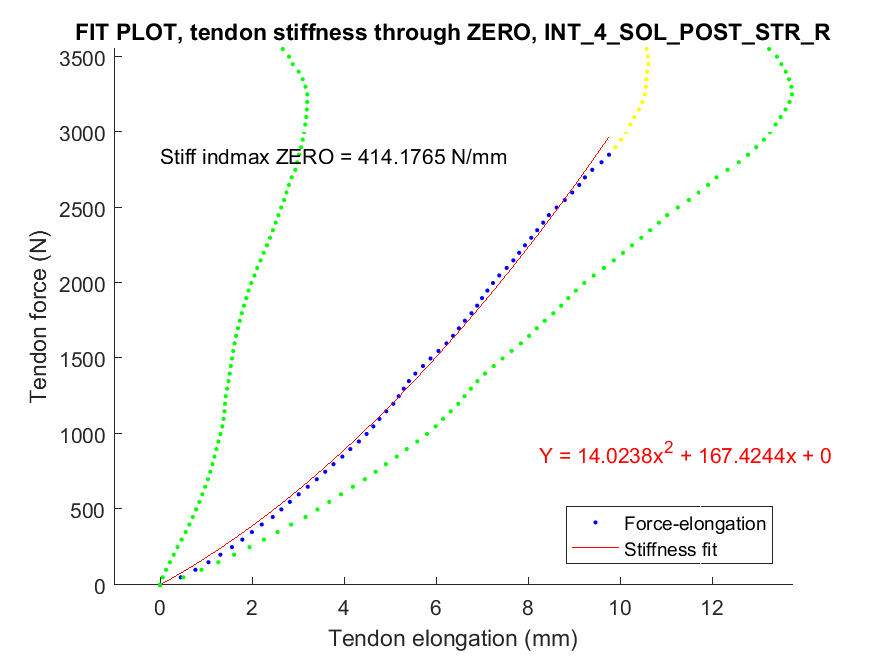 FIT PLOT, tendon stiffness through ZERO, INT_4_SOL_POST_STR_R
3500
3000
Stiff indmax ZERO = 414.1765 N/mm
2500
2000
Tendon force (N)
1500
1000
Y = 14.0238x² + 167.4244x + 0
500
Force-elongation
Stiffness fit
0
0 2 4 6 8 10 12
Tendon elongation (mm)